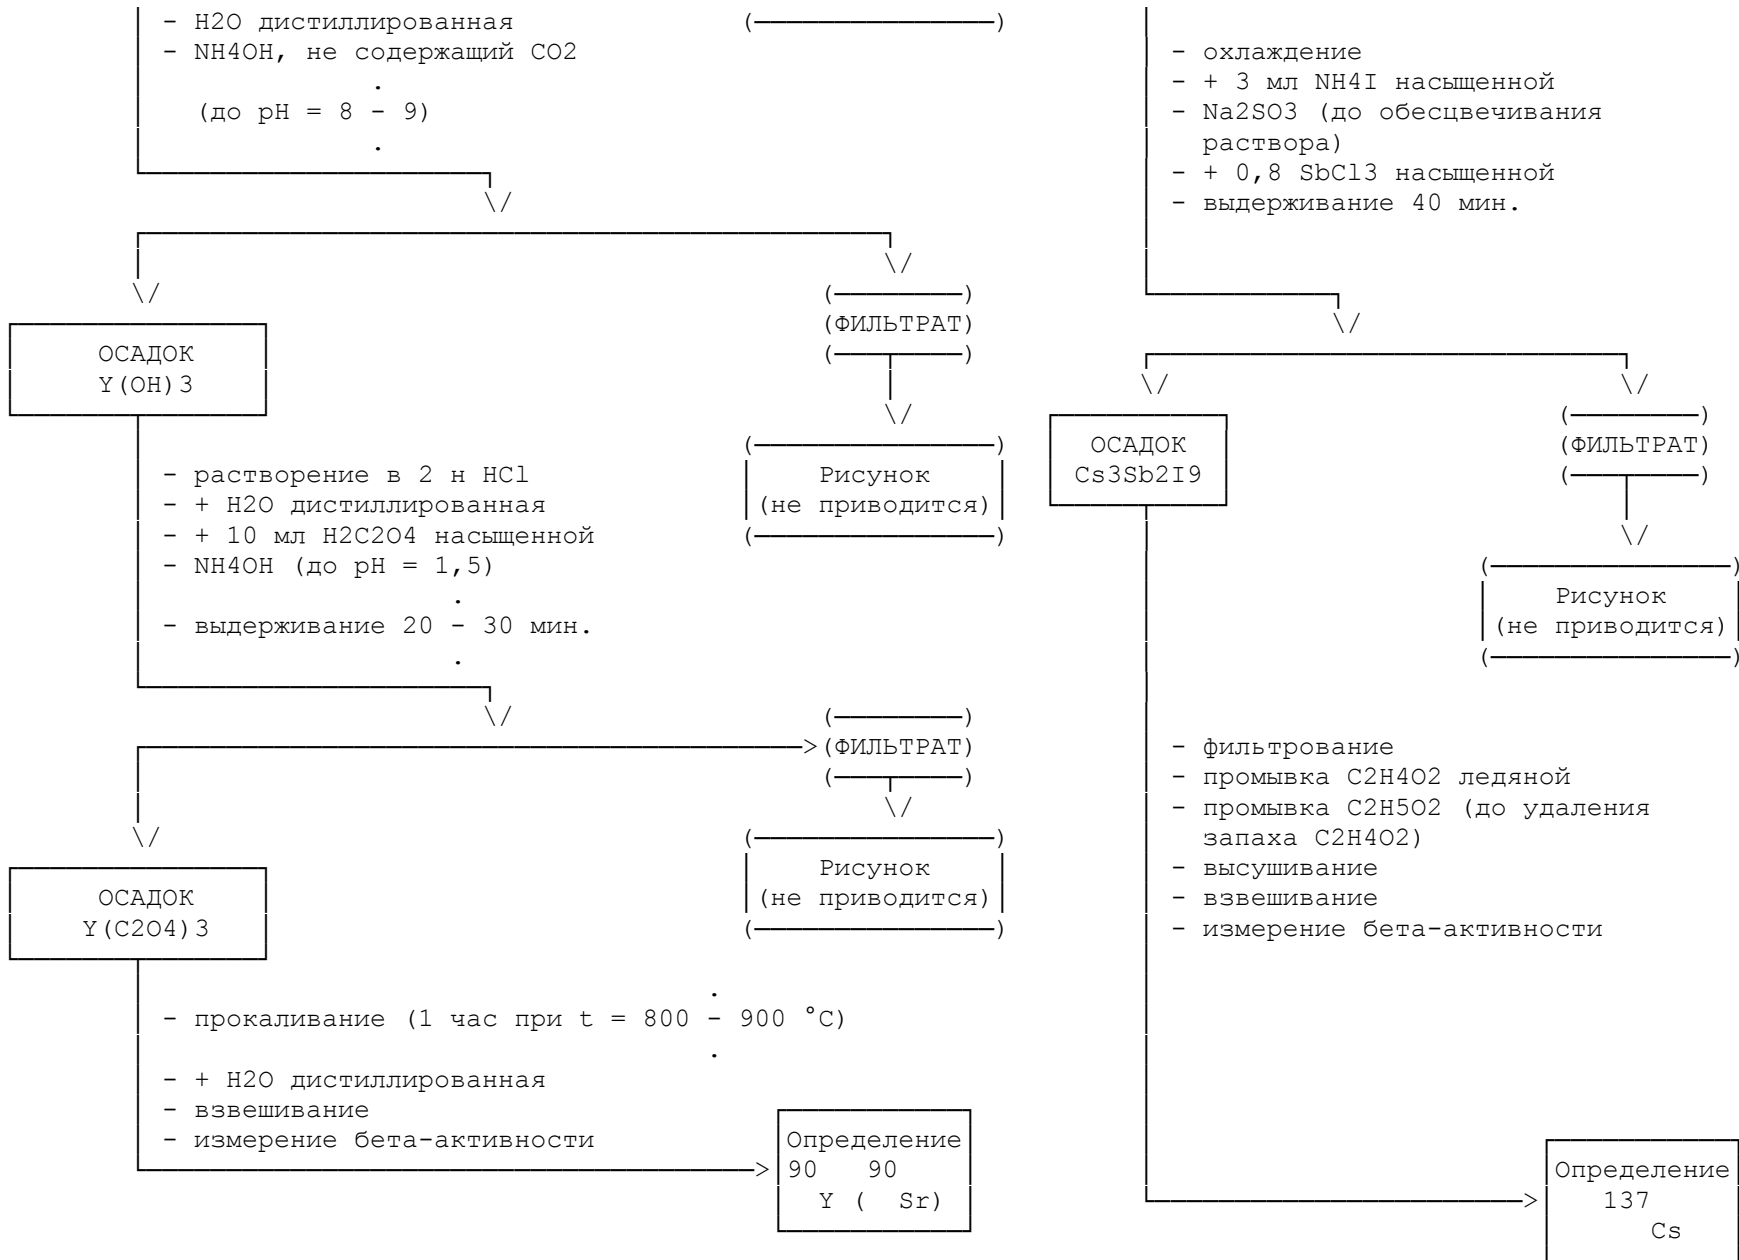 - H2O дистиллированная
- NH4OH, не содержащий CO2
.
(до pH = 8 - 9)
.
\/
\/
\/
ОСАДОК
Y(OH)3
(ФИЛЬТРАТ)
\/
Рисунок
(не приводится)
- растворение в 2 н HCl
- + H2O дистиллированная
- + 10 мл H2C2O4 насыщенной
- NH4OH (до pH = 1,5)
.
- выдерживание 20 - 30 мин.
.
\/
>(ФИЛЬТРАТ)
\/
\/
Рисунок
(не приводится)
ОСАДОК
Y(C2O4)3
.
- прокаливание (1 час при t = 800 - 900 °C)
.
- + H2O дистиллированная
- взвешивание
- измерение бета-активности
>
Определение
90 90
Y ( Sr)
- охлаждение
- + 3 мл NH4I насыщенной
- Na2SO3 (до обесцвечивания
раствора)
- + 0,8 SbCl3 насыщенной
- выдерживание 40 мин.
\/
\/ \/
ОСАДОК
Cs3Sb2I9
(ФИЛЬТРАТ)
\/
Рисунок
(не приводится)
- фильтрование
- промывка C2H4O2 ледяной
- промывка C2H5O2 (до удаления
запаха C2H4O2)
- высушивание
- взвешивание
- измерение бета-активности
>
Определение
137
Cs